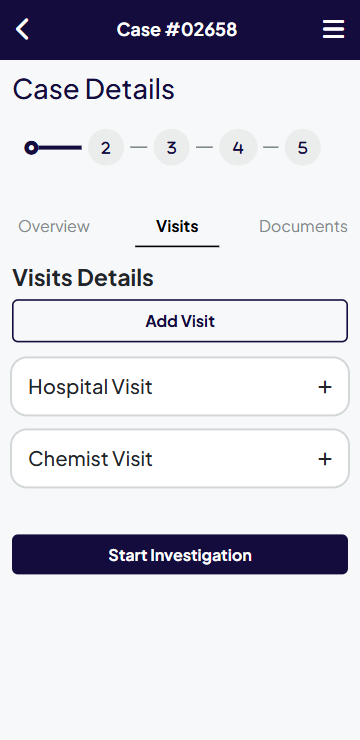 Case #02658
Case Details
2 3 4 5
Overview Visits Documents
Visits Details
Add Visit
Hospital Visit +
Chemist Visit +
Start Investigation